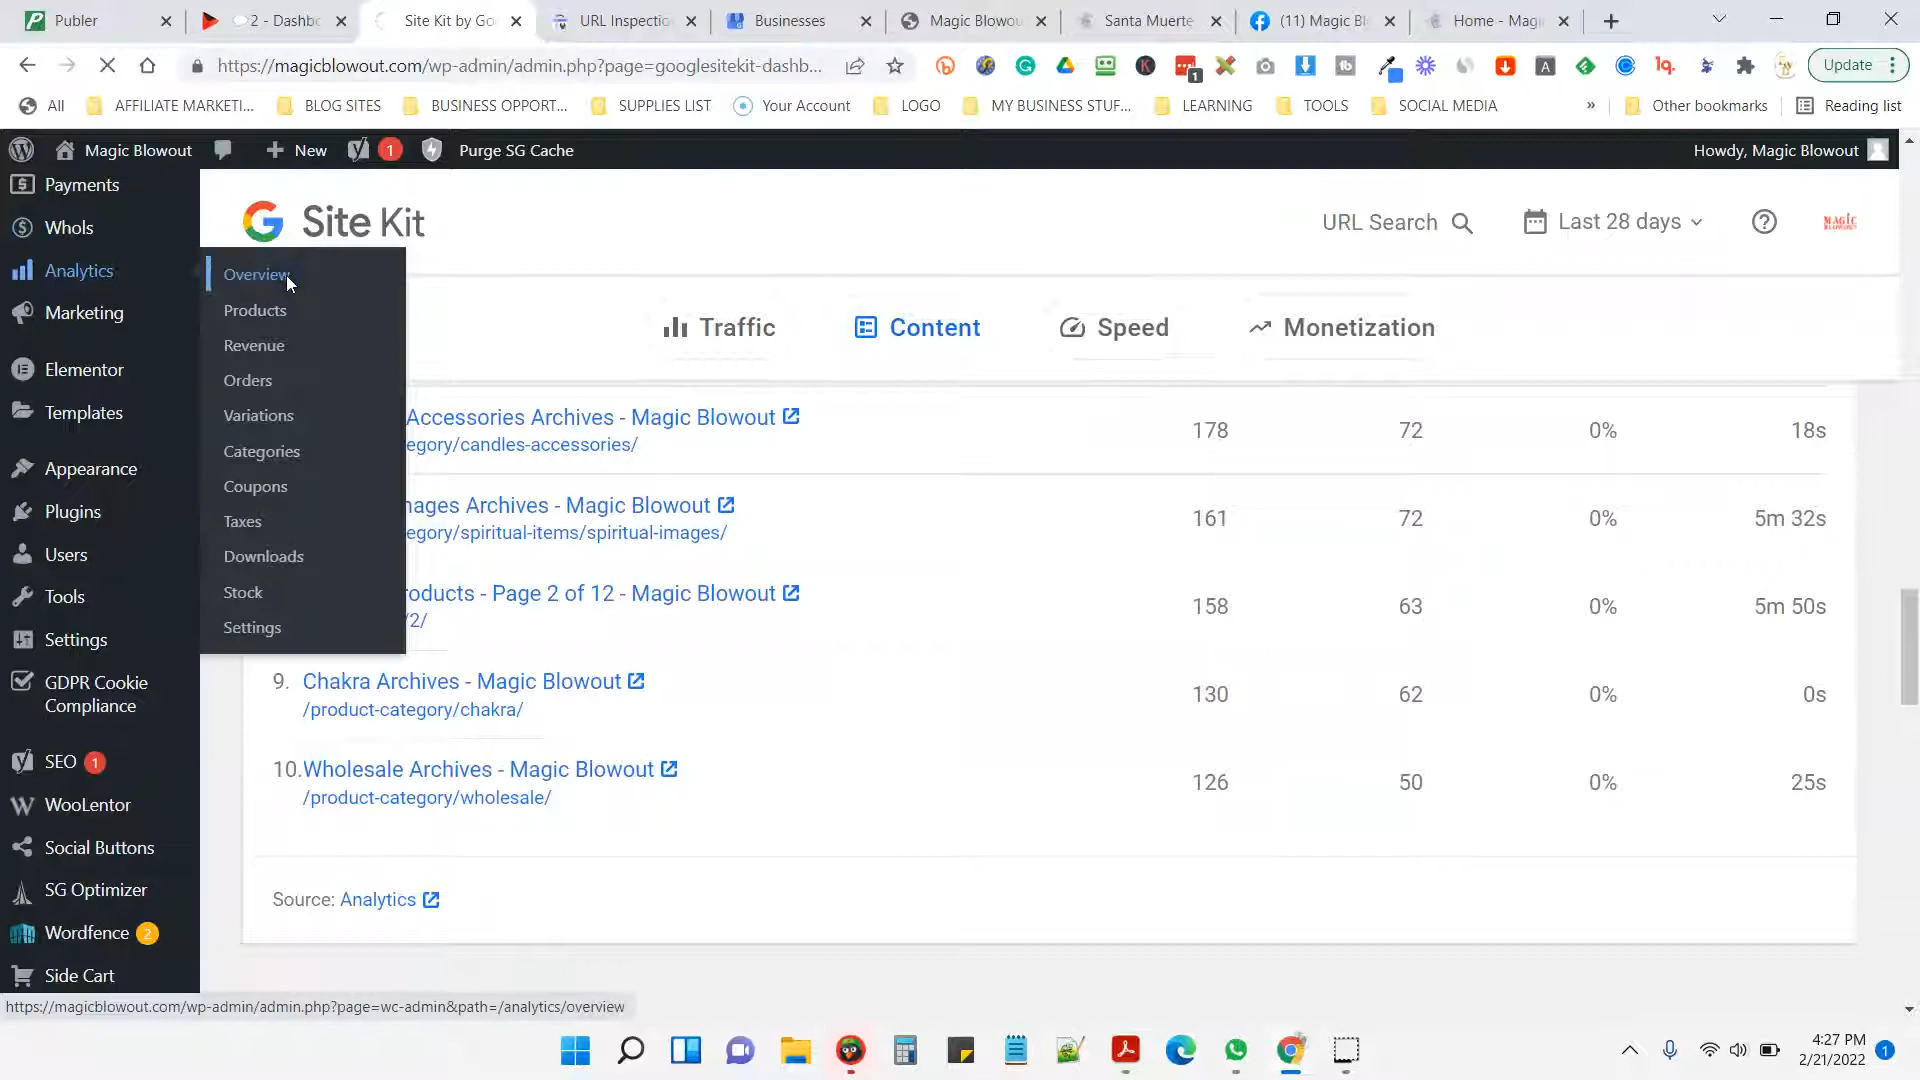 Publer
2 - Dashbo
Site Kit by Go
URL Inspectio
Businesses
Magic Blowou
Santa Muerte
(11) Magic Bl
Home - Magi
https://magicblowout.com/wp-admin/admin.php?page=googlesitekit-dashb...
Update
All
AFFILIATE MARKETI...
BLOG SITES
BUSINESS OPPORT...
SUPPLIES LIST
Your Account
LOGO
MY BUSINESS STUF...
LEARNING
TOOLS
SOCIAL MEDIA
»
Other bookmarks
Reading list
Magic Blowout
New
1
Purge SG Cache
Howdy, Magic Blowout
Payments
Whols
Analytics
Marketing
Elementor
Templates
Appearance
Plugins
Users
Tools
Settings
GDPR Cookie
Compliance
SEO 1
WooLentor
Social Buttons
SG Optimizer
Wordfence 2
Side Cart
Overview
Products
Revenue
Orders
Variations
Categories
Coupons
Taxes
Downloads
Stock
Settings
Site Kit
URL Search
Last 28 days
MAGIC
BLOWOUT
Traffic
Content
Speed
Monetization
Accessories Archives - Magic Blowout
egory/candles-accessories/
178 72 0% 18s
nages Archives - Magic Blowout
egory/spiritual-items/spiritual-images/
161 72 0% 5m 32s
roducts - Page 2 of 12 - Magic Blowout
/2/
158 63 0% 5m 50s
9. Chakra Archives - Magic Blowout
/product-category/chakra/
130 62 0% 0s
10. Wholesale Archives - Magic Blowout
/product-category/wholesale/
126 50 0% 25s
Source: Analytics
https://magicblowout.com/wp-admin/admin.php?page=wc-admin&path=/analytics/overview
4:27 PM
2/21/2022
1